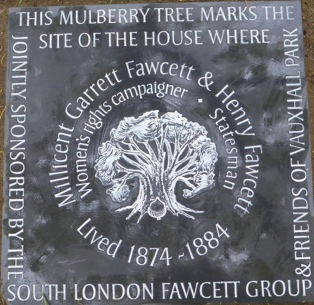 THIS MULBERRY TREE MARKS THE
SITE OF THE HOUSE WHERE
Millicent Garrett Fawcett & Henry Fawcett
Women's rights campaigner • Statesman
Lived 1874 - 1884
JOINTLY SPONSORED BY THE
SOUTH LONDON FAWCETT GROUP
& FRIENDS OF VAUXHALL PARK